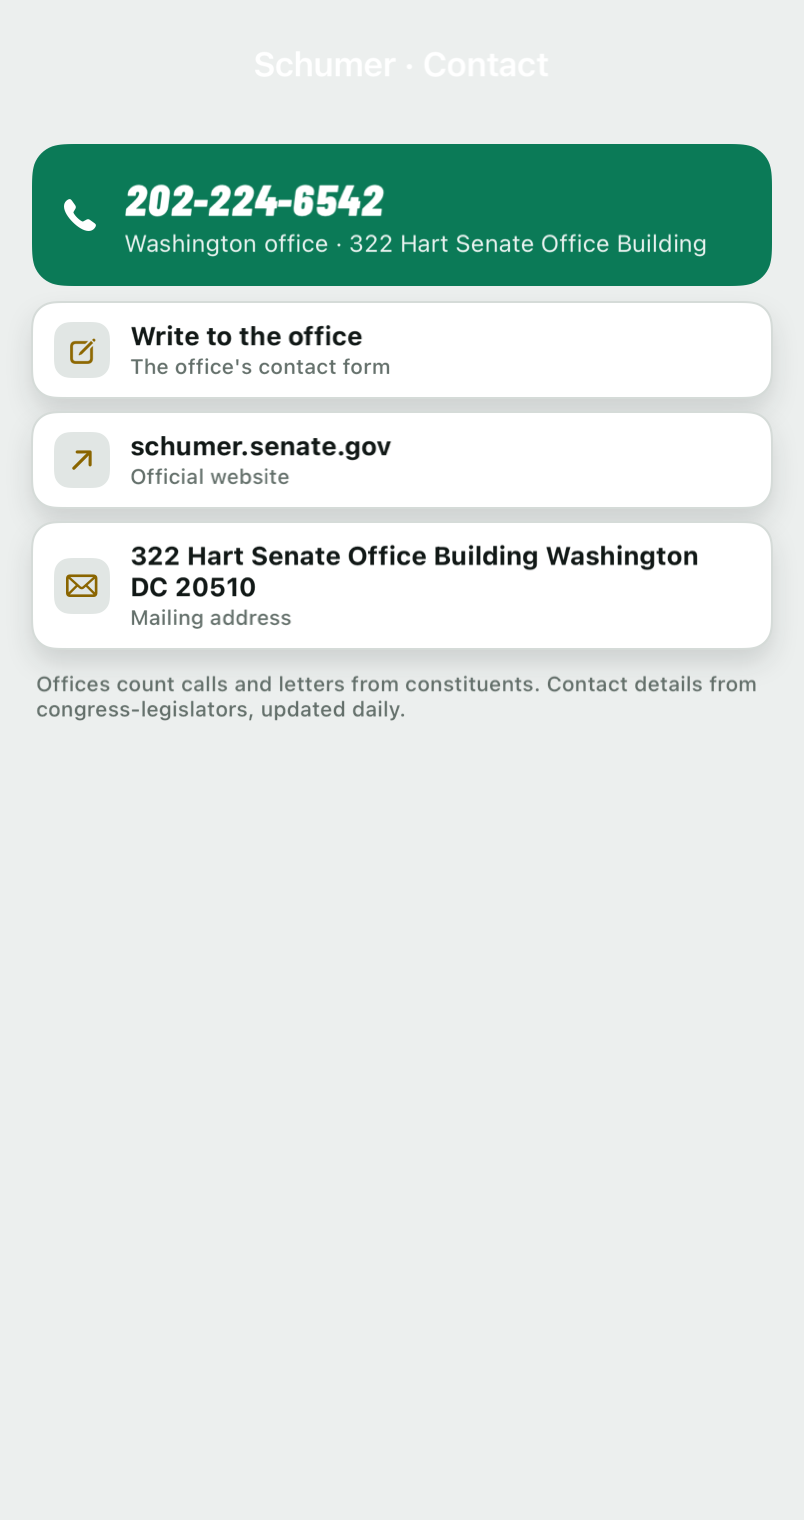 Schumer · Contact
202-224-6542
Washington office · 322 Hart Senate Office Building
Write to the office
The office's contact form
schumer.senate.gov
Official website
322 Hart Senate Office Building Washington
DC 20510
Mailing address
Offices count calls and letters from constituents. Contact details from
congress-legislators, updated daily.